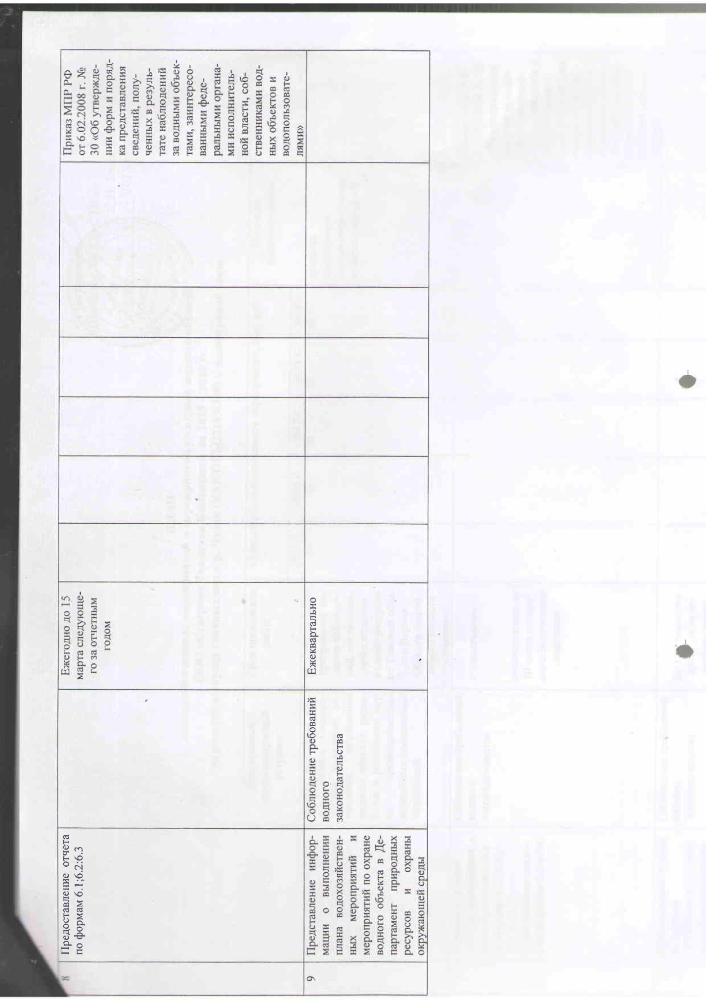 8
Предоставление отчета
по формам 6.1;6.2:6.3
Ежегодно до 15
марта следующе-
го за отчетным
годом
Приказ МПР РФ
от 6.02.2008 г. №
30 «Об утвержде-
нии форм и поряд-
ка представления
сведений, полу-
ченных в резуль-
тате наблюдений
за водными объек-
тами, заинтересо-
ванными феде-
ральными органа-
ми исполнитель-
ной власти, соб-
ственниками вод-
ных объектов и
водопользовате-
лями»
9
Представление инфор-
мации о выполнении
плана водохозяйствен-
ных мероприятий и
мероприятий по охране
водного объекта в Де-
партамент природных
ресурсов и охраны
окружающей среды
Соблюдение требований
водного
законодательства
Ежеквартально